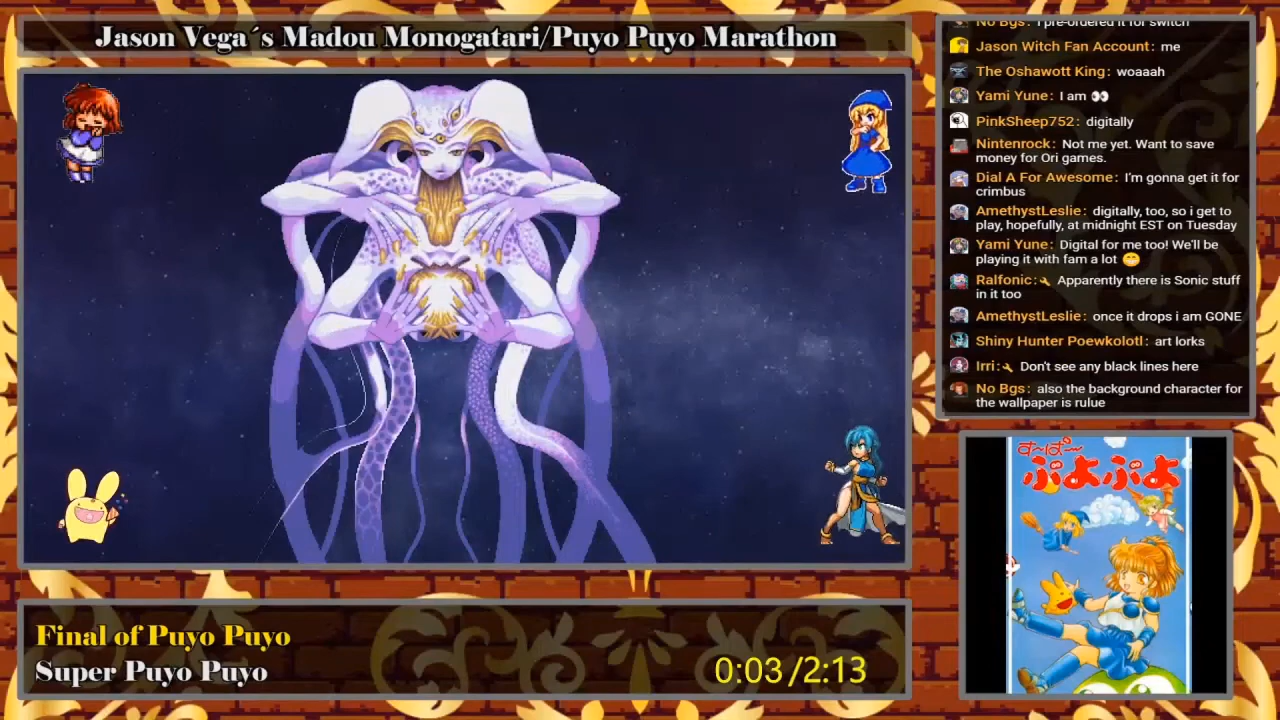 Jason Vega´s Madou Monogatari/Puyo Puyo Marathon
No Bgs: I pre-ordered it for switch
Jason Witch Fan Account: me
The Oshawott King: woaaah
Yami Yune: I am 👀
PinkSheep752: digitally
Nintenrock: Not me yet. Want to save
money for Ori games.
Dial A For Awesome: I'm gonna get it for
crimbus
AmethystLeslie: digitally, too, so i get to
play, hopefully, at midnight EST on Tuesday
Yami Yune: Digital for me too! We'll be
playing it with fam a lot 😁
Ralfonic: Apparently there is Sonic stuff
in it too
AmethystLeslie: once it drops i am GONE
Shiny Hunter Poewkolotl: art lorks
Irri: Don't see any black lines here
No Bgs: also the background character for
the wallpaper is rulue
す〜ぱ〜
ぷよぷよ
Final of Puyo Puyo
Super Puyo Puyo
0:03/2:13